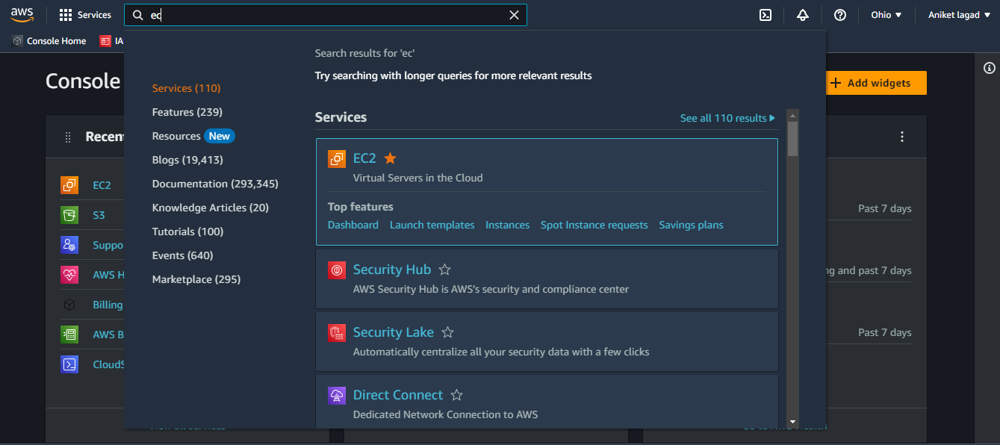 aws
Services
ec
Ohio
Aniket lagad
Console Home
IA
Search results for 'ec'
Try searching with longer queries for more relevant results
Services (110)
Features (239)
Resources New
Blogs (19,413)
Documentation (293,345)
Knowledge Articles (20)
Tutorials (100)
Events (640)
Marketplace (295)
Services
See all 110 results
EC2
Virtual Servers in the Cloud
Top features
Dashboard Launch templates Instances Spot Instance requests Savings plans
Security Hub
AWS Security Hub is AWS's security and compliance center
Security Lake
Automatically centralize all your security data with a few clicks
Direct Connect
Dedicated Network Connection to AWS
Console
Add widgets
Recent
EC2
S3
Suppo
AWS H
Billing
AWS B
CloudS
Past 7 days
ng and past 7 days
Past 7 days